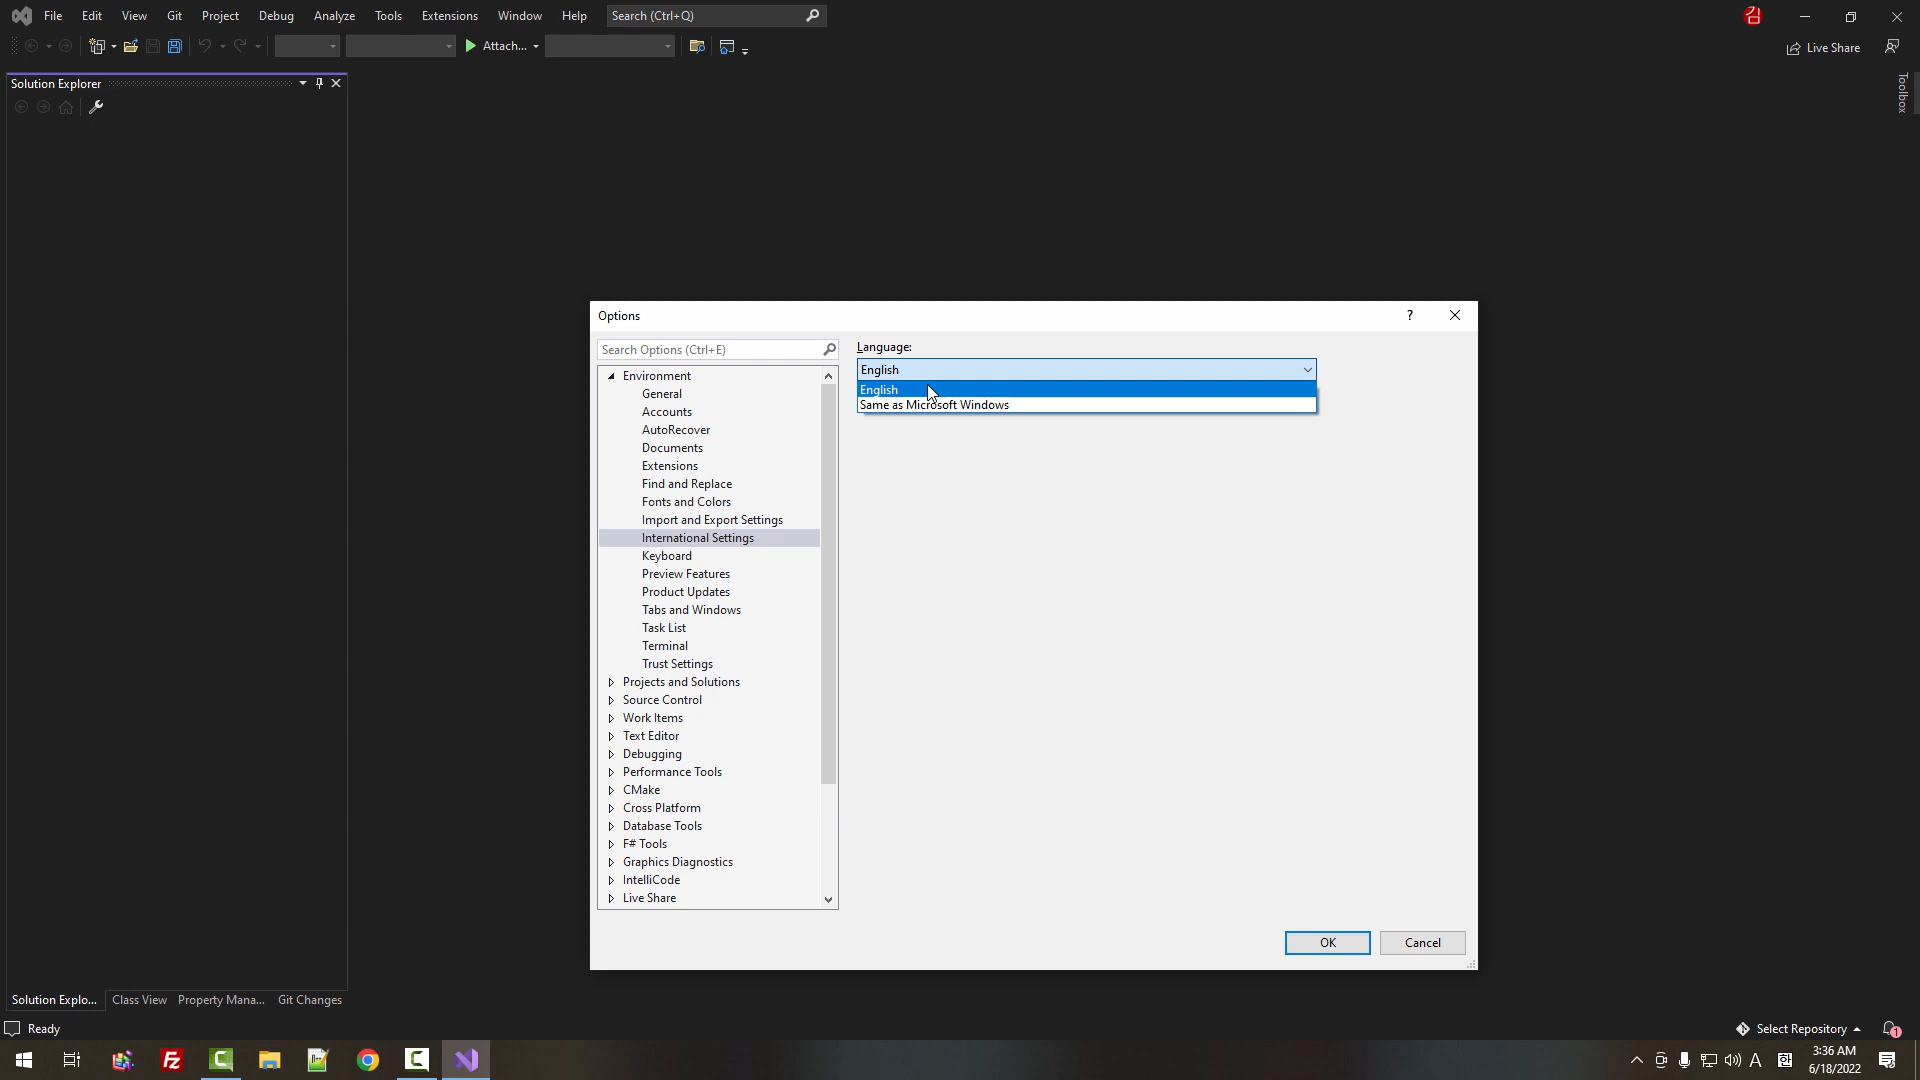 File Edit View Git Project Debug Analyze Tools Extensions Window Help Search (Ctrl+Q) 김
Attach... Live Share
Solution Explorer
Toolbox
Options ?
Search Options (Ctrl+E)
Language:
English
English
Same as Microsoft Windows
Environment
General
Accounts
AutoRecover
Documents
Extensions
Find and Replace
Fonts and Colors
Import and Export Settings
International Settings
Keyboard
Preview Features
Product Updates
Tabs and Windows
Task List
Terminal
Trust Settings
Projects and Solutions
Source Control
Work Items
Text Editor
Debugging
Performance Tools
CMake
Cross Platform
Database Tools
F# Tools
Graphics Diagnostics
IntelliCode
Live Share
OK Cancel
Solution Explo... Class View Property Mana... Git Changes
Ready Select Repository 1
Fz A 한 3:36 AM
6/18/2022